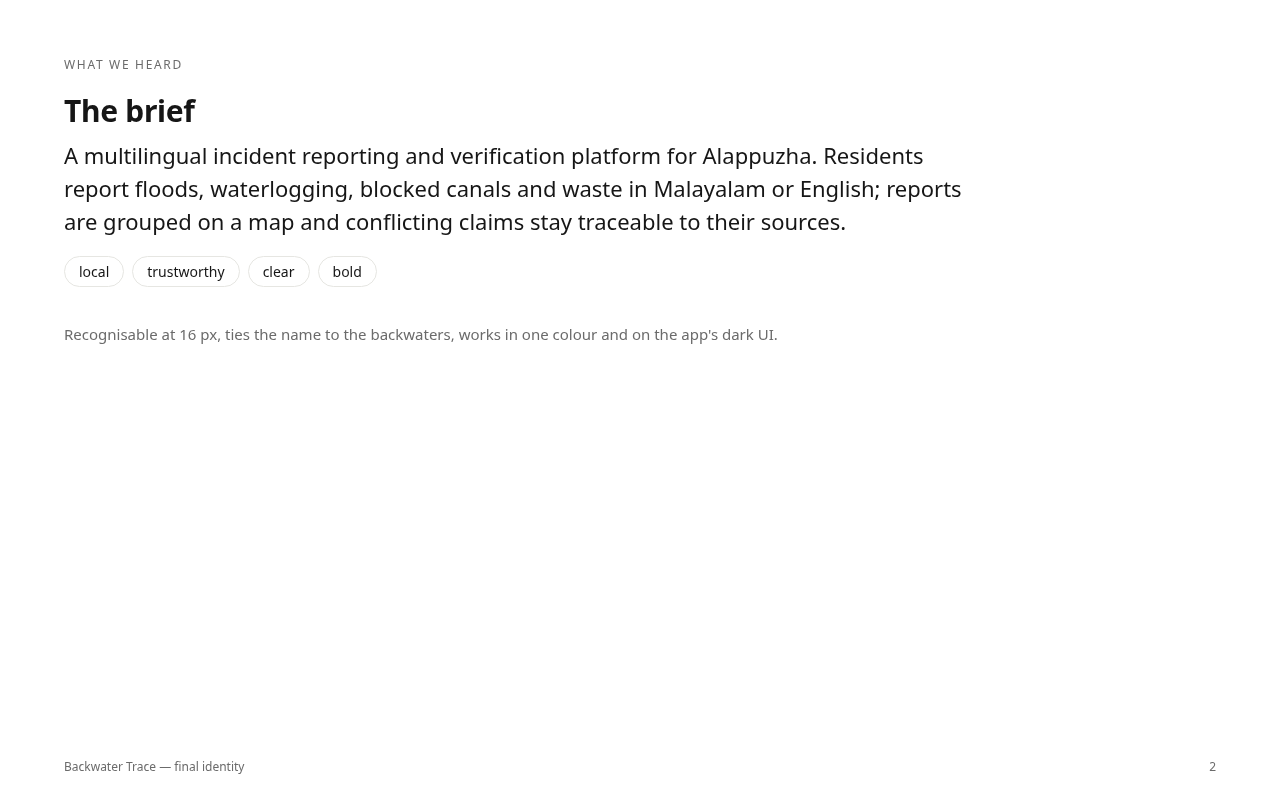 WHAT WE HEARD
The brief
A multilingual incident reporting and verification platform for Alappuzha. Residents
report floods, waterlogging, blocked canals and waste in Malayalam or English; reports
are grouped on a map and conflicting claims stay traceable to their sources.
local trustworthy clear bold
Recognisable at 16 px, ties the name to the backwaters, works in one colour and on the app's dark UI.
Backwater Trace — final identity 2